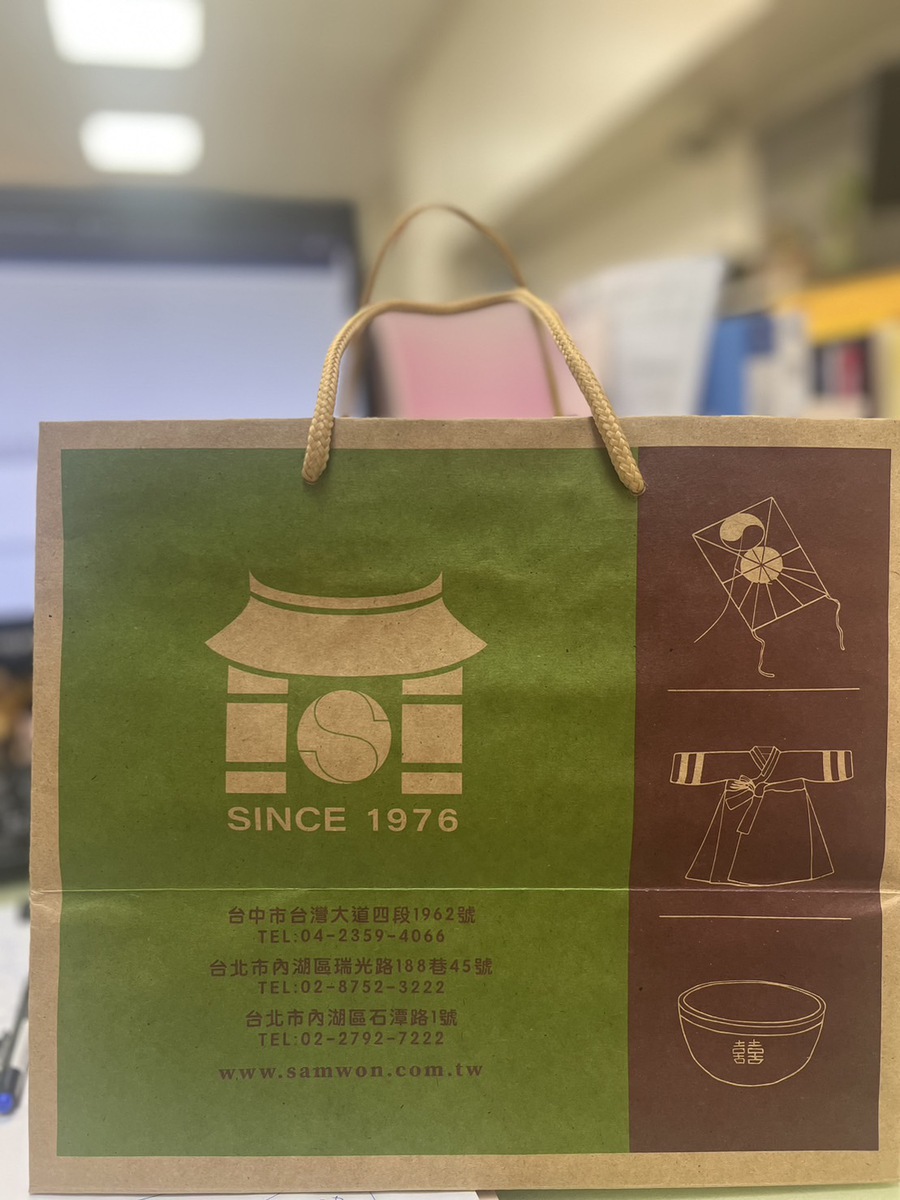 S
SINCE 1976
台中市台灣大道四段1962號
TEL:04-2359-4066
台北市內湖區瑞光路188巷45號
TEL:02-8752-3222
台北市內湖區石潭路1號
TEL:02-2792-7222
www.samwon.com.tw
囍